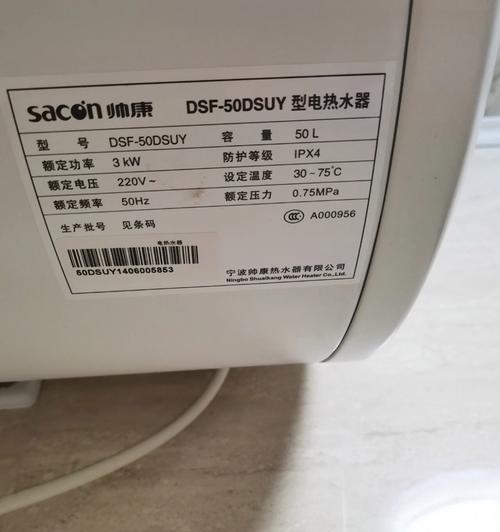 sacon 帅康 DSF-50DSUY 型电热水器
型 号 DSF-50DSUY 容 量 50 L
额定功率 3 kW 防护等级 IPX4
额定电压 220V~ 设定温度 30-75℃
额定频率 50Hz 额定压力 0.75MPa
生产批号 见条码 CCC A000956
电热水器
50DSUY1406005853
宁波帅康热水器有限公司
Ningbo Shuaikang Water Heater Co.,Ltd.